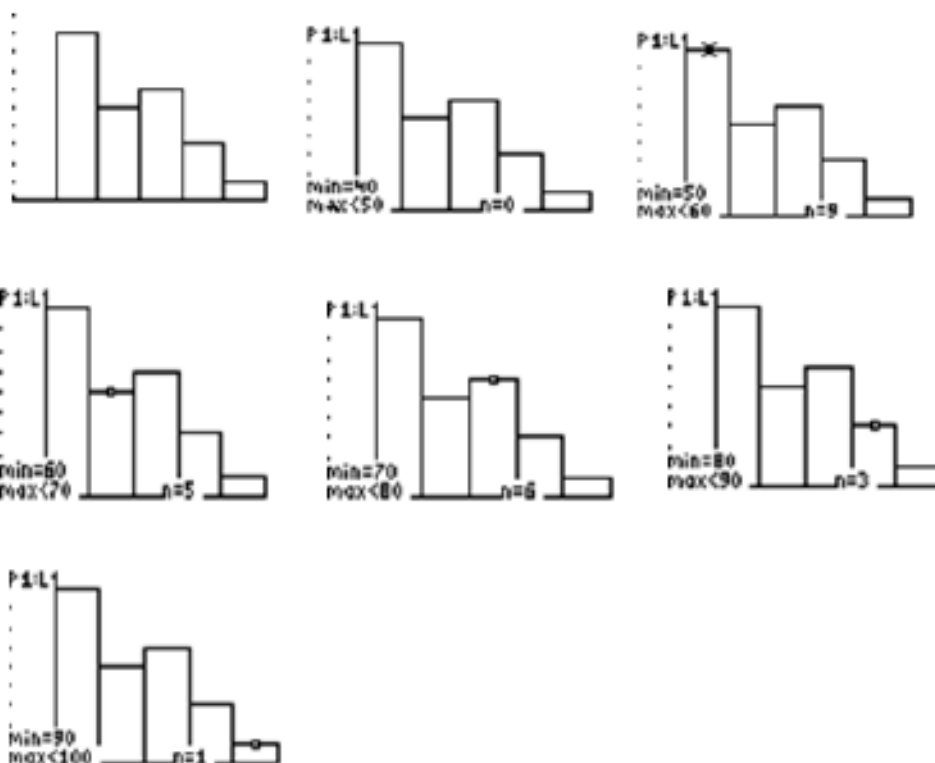 P1:L1
min=40
max<50 n=0
P1:L1
min=50
max<60 n=9
P1:L1
min=60
max<70 n=5
P1:L1
min=70
max<80 n=6
P1:L1
min=80
max<90 n=3
P1:L1
min=90
max<100 n=1